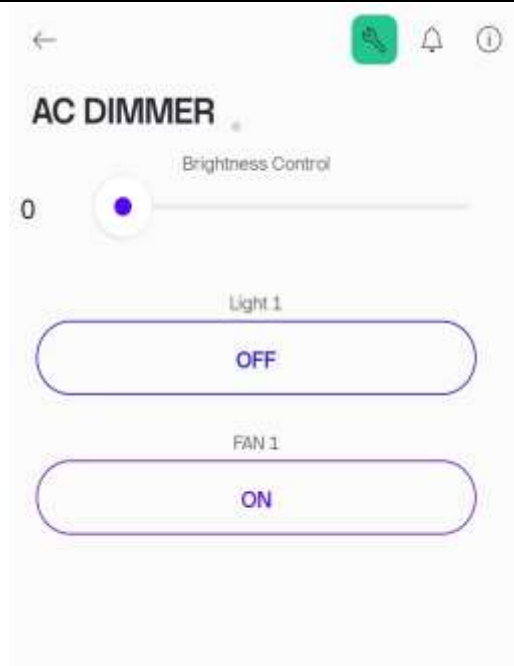 AC DIMMER
Brightness Control
0
Light 1
OFF
FAN 1
ON